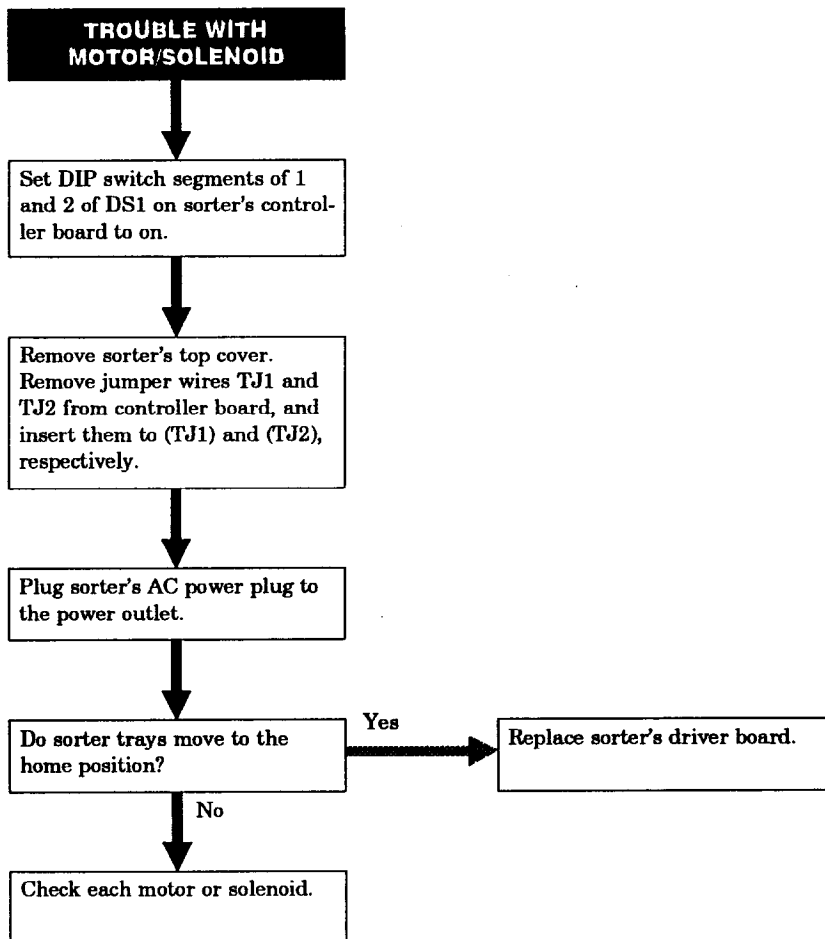 TROUBLE WITH
MOTOR/SOLENOID
Set DIP switch segments of 1
and 2 of DS1 on sorter's control-
ler board to on.
Remove sorter's top cover.
Remove jumper wires TJ1 and
TJ2 from controller board, and
insert them to (TJ1) and (TJ2),
respectively.
Plug sorter's AC power plug to
the power outlet.
Do sorter trays move to the
home position?
Yes
Replace sorter's driver board.
No
Check each motor or solenoid.